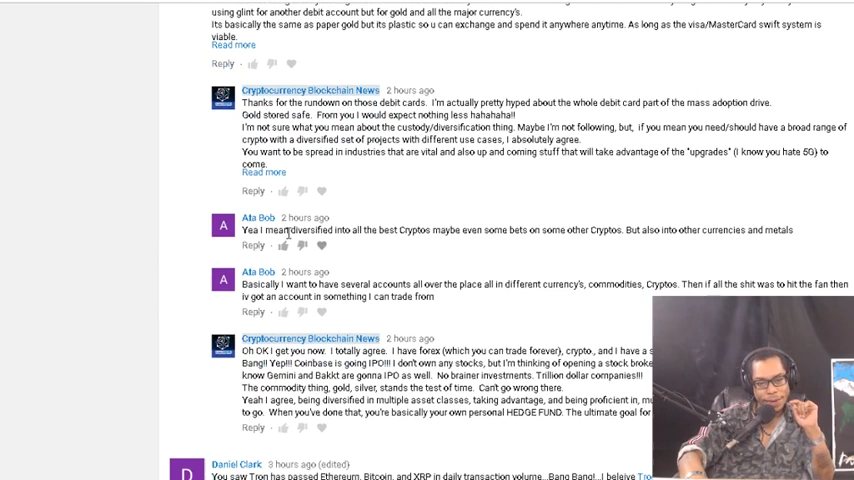 using glint for another debit account but for gold and all the major currency's.
Its basically the same as paper gold but its plastic so u can exchange and spend it anywhere anytime. As long as the visa/MasterCard swift system is
viable.
Read more
Reply
Cryptocurrency Blockchain News 2 hours ago
Thanks for the rundown on those debit cards. I'm actually pretty hyped about the whole debit card part of the mass adoption drive.
Gold stored safe. From you I would expect nothing less hahahaha!!
I'm not sure what you mean about the custody/diversification thing. Maybe I'm not following, but, if you mean you need/should have a broad range of
crypto with a diversified set of projects with different use cases, I absolutely agree.
You want to be spread in industries that are vital and also up and coming stuff that will take advantage of the "upgrades" (I know you hate 5G) to
come.
Read more
Reply
A
Ata Bob 2 hours ago
Yea I mean diversified into all the best Cryptos maybe even some bets on some other Cryptos. But also into other currencies and metals
Reply
A
Ata Bob 2 hours ago
Basically I want to have several accounts all over the place all in different currency's, commodities, Cryptos. Then if all the shit was to hit the fan then
iv got an account in something I can trade from
Reply
Cryptocurrency Blockchain News 2 hours ago
Oh OK I get you now. I totally agree. I have forex (which you can trade forever), crypto, and I have a s
Bang!! Yep!!! Coinbase is going IPO!!! I don't own any stocks, but I'm thinking of opening a stock broke
know Gemini and Bakkt are gonna IPO as well. No brainer investments. Trillion dollar companies!!!
The commodity thing, gold, silver, stands the test of time. Can't go wrong there.
Yeah I agree, being diversified in multiple asset classes, taking advantage, and being proficient in, mu
to go. When you've done that, you're basically your own personal HEDGE FUND. The ultimate goal for
Reply
D
Daniel Clark 3 hours ago (edited)
You saw Tron has passed Ethereum, Bitcoin, and XRP in daily transaction volume...Bang Bang!...I beleive Tro